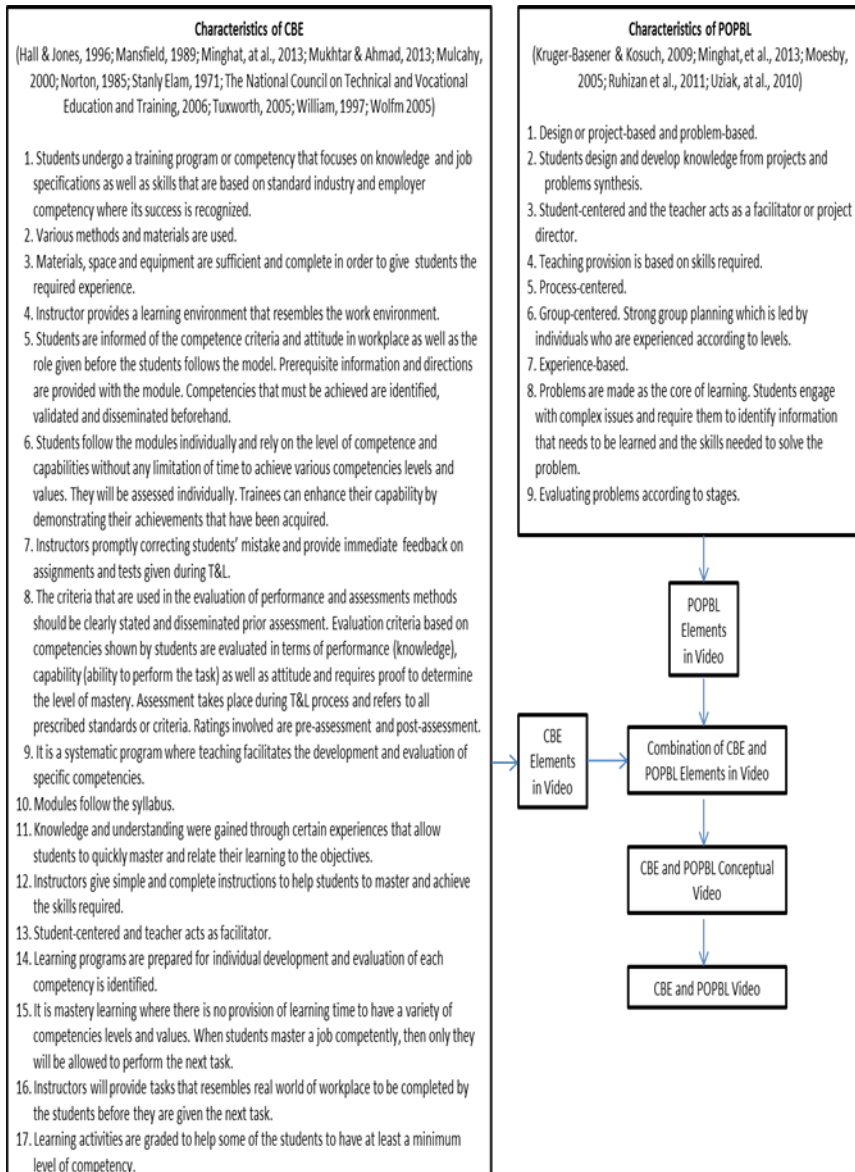 Characteristics of CBE
(Hall & Jones, 1996; Mansfield, 1989; Minghat, at al., 2013; Mukhtar & Ahmad, 2013; Mulcahy,
2000; Norton, 1985; Stanly Elam, 1971; The National Council on Technical and Vocational
Education and Training, 2006; Tuxworth, 2005; William, 1997; Wolfm 2005)
1. Students undergo a training program or competency that focuses on knowledge and job
specifications as well as skills that are based on standard industry and employer
competency where its success is recognized.
2. Various methods and materials are used.
3. Materials, space and equipment are sufficient and complete in order to give students the
required experience.
4. Instructor provides a learning environment that resembles the work environment.
5. Students are informed of the competence criteria and attitude in workplace as well as the
role given before the students follows the model. Prerequisite information and directions
are provided with the module. Competencies that must be achieved are identified,
validated and disseminated beforehand.
6. Students follow the modules individually and rely on the level of competence and
capabilities without any limitation of time to achieve various competencies levels and
values. They will be assessed individually. Trainees can enhance their capability by
demonstrating their achievements that have been acquired.
7. Instructors promptly correcting students' mistake and provide immediate feedback on
assignments and tests given during T&L.
8. The criteria that are used in the evaluation of performance and assessments methods
should be clearly stated and disseminated prior assessment. Evaluation criteria based on
competencies shown by students are evaluated in terms of performance (knowledge),
capability (ability to perform the task) as well as attitude and requires proof to determine
the level of mastery. Assessment takes place during T&L process and refers to all
prescribed standards or criteria. Ratings involved are pre-assessment and post-assessment.
9. It is a systematic program where teaching facilitates the development and evaluation of
specific competencies.
10. Modules follow the syllabus.
11. Knowledge and understanding were gained through certain experiences that allow
students to quickly master and relate their learning to the objectives.
12. Instructors give simple and complete instructions to help students to master and achieve
the skills required.
13. Student-centered and teacher acts as facilitator.
14. Learning programs are prepared for individual development and evaluation of each
competency is identified.
15. It is mastery learning where there is no provision of learning time to have a variety of
competencies levels and values. When students master a job competently, then only they
will be allowed to perform the next task.
16. Instructors will provide tasks that resembles real world of workplace to be completed by
the students before they are given the next task.
17. Learning activities are graded to help some of the students to have at least a minimum
level of competency.
Characteristics of POPBL
(Kruger-Basener & Kosuch, 2009; Minghat, et al. 2013; Moesby,
2005; Ruhizan et al., 2011; Uziak, at al., 2010)
1. Design or project-based and problem-based.
2. Students design and develop knowledge from projects and
problems synthesis.
3. Student-centered and the teacher acts as a facilitator or project
director.
4. Teaching provision is based on skills required.
5. Process-centered.
6. Group-centered. Strong group planning which is led by
individuals who are experienced according to levels.
7. Experience-based.
8. Problems are made as the core of learning. Students engage
with complex issues and require them to identify information
that needs to be learned and the skills needed to solve the
problem.
9. Evaluating problems according to stages.
POPBL
Elements
in Video
CBE
Elements
in Video
Combination of CBE and
POPBL Elements in Video
CBE and POPBL Conceptual
Video
CBE and POPBL Video